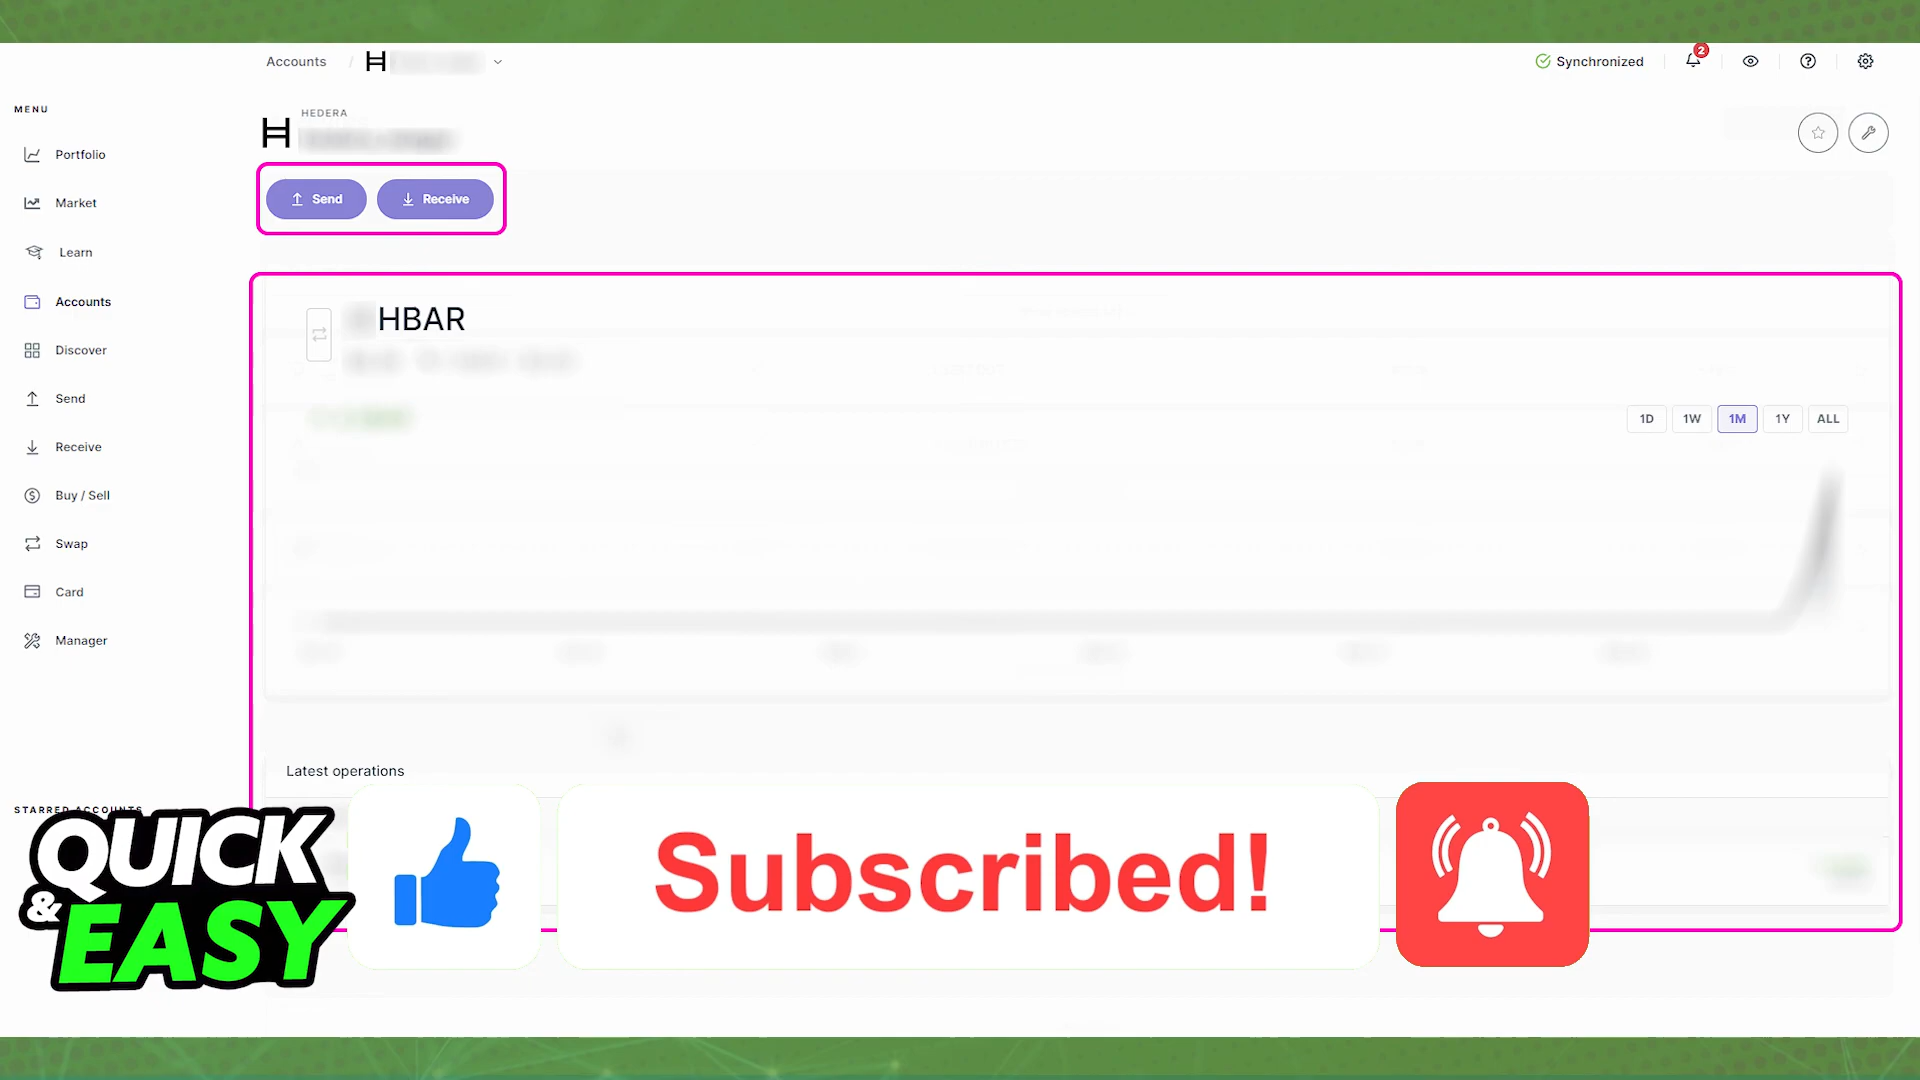 Accounts / H
Synchronized
2
MENU
HEDERA
Portfolio
Market
Learn
Accounts
Discover
Send
Receive
Buy / Sell
Swap
Card
Manager
Send Receive
HBAR
1D 1W 1M 1Y ALL
Latest operations
STARRED ACCOUNTS
QUICK
& EASY
Subscribed!